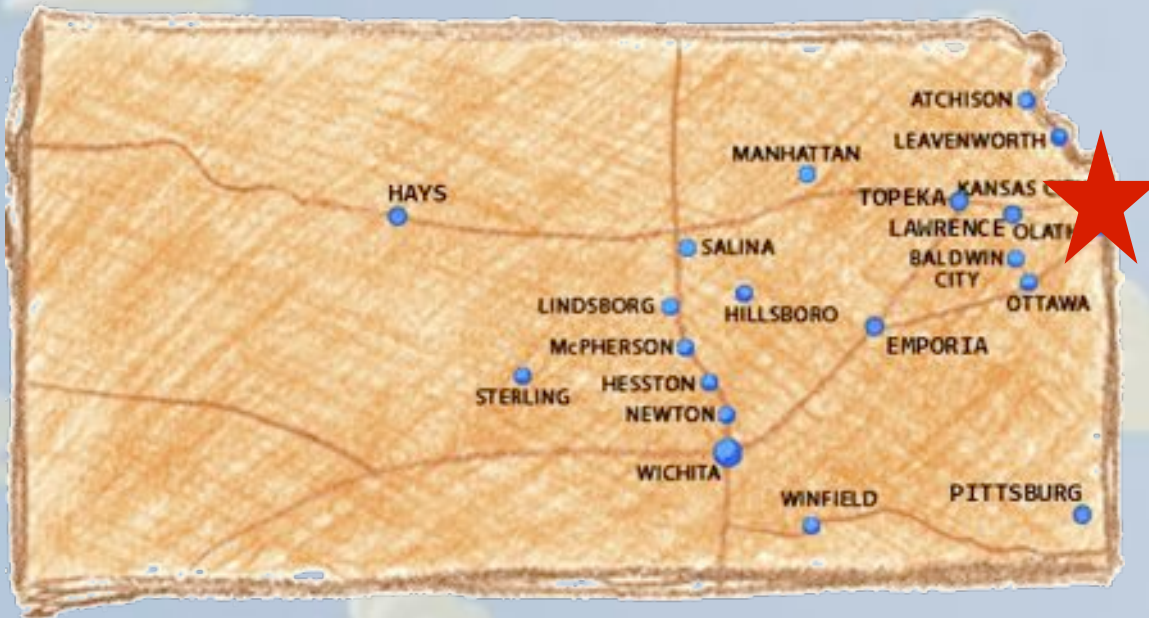 ATCHISON
LEAVENWORTH
MANHATTAN
HAYS
KANSAS
TOPEKA
LAWRENCE
SALINA
BALDWIN
CITY
LINDSBORG
HILLSBORO
OTTAWA
McPHERSON
EMPORIA
HESSTON
STERLING
NEWTON
WICHITA
WINFIELD
PITTSBURG